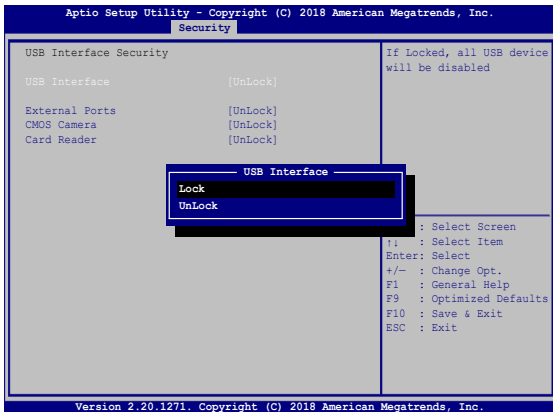 Aptio Setup Utility - Copyright (C) 2018 American Megatrends, Inc.
Security
USB Interface Security
USB Interface [UnLock]
External Ports [UnLock]
CMOS Camera [UnLock]
Card Reader [UnLock]
If Locked, all USB device
will be disabled
USB Interface
Lock
UnLock
: Select Screen
↑↓ : Select Item
Enter: Select
+/— : Change Opt.
F1 : General Help
F9 : Optimized Defaults
F10 : Save & Exit
ESC : Exit
Version 2.20.1271. Copyright (C) 2018 American Megatrends, Inc.